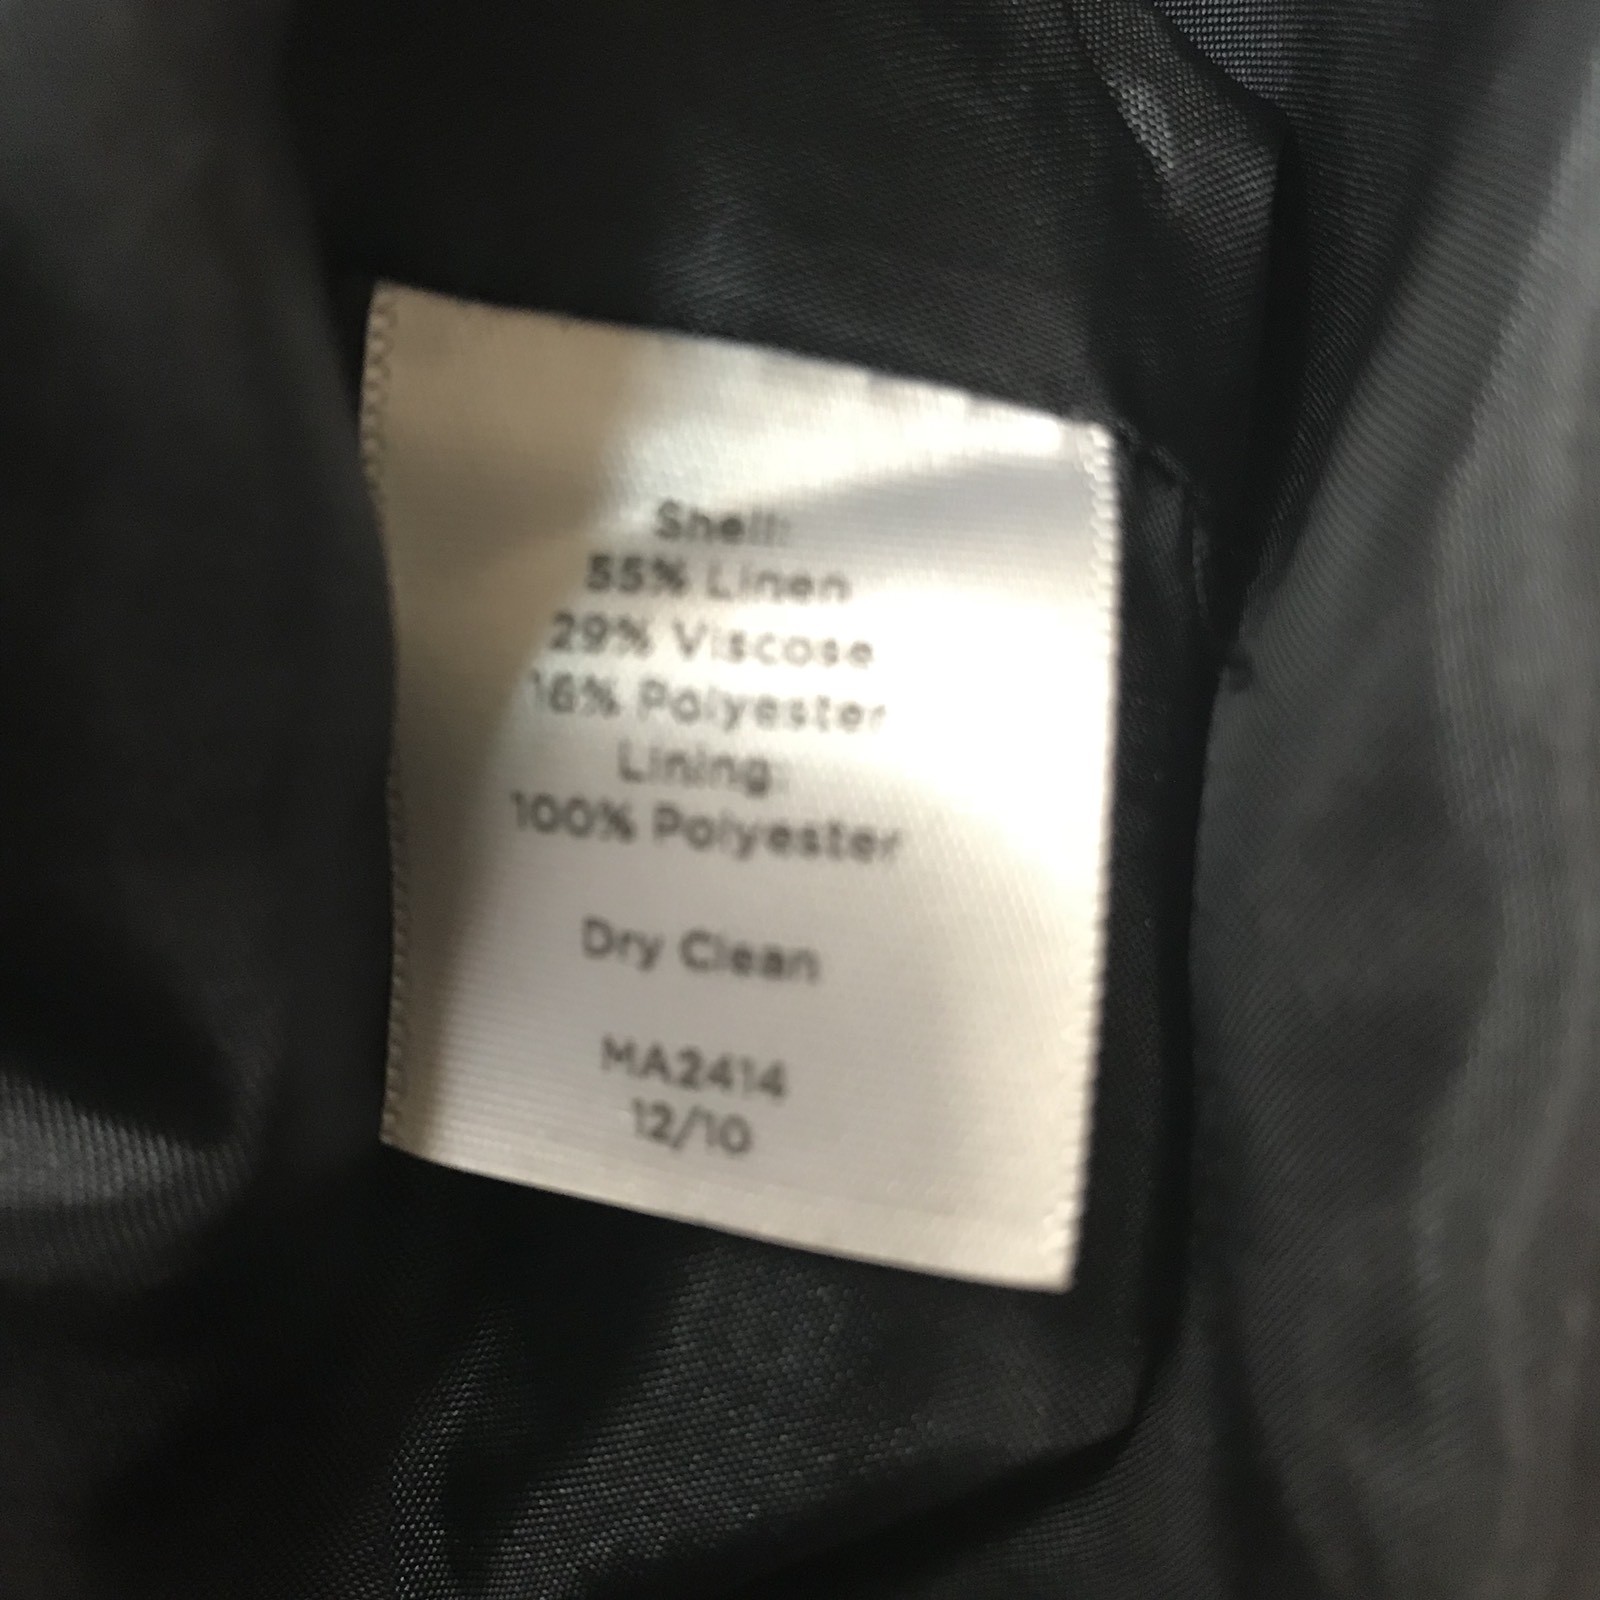 Shell:
55% Linen
29% Viscose
16% Polyester
Lining:
100% Polyester
Dry Clean
MA2414
12/10